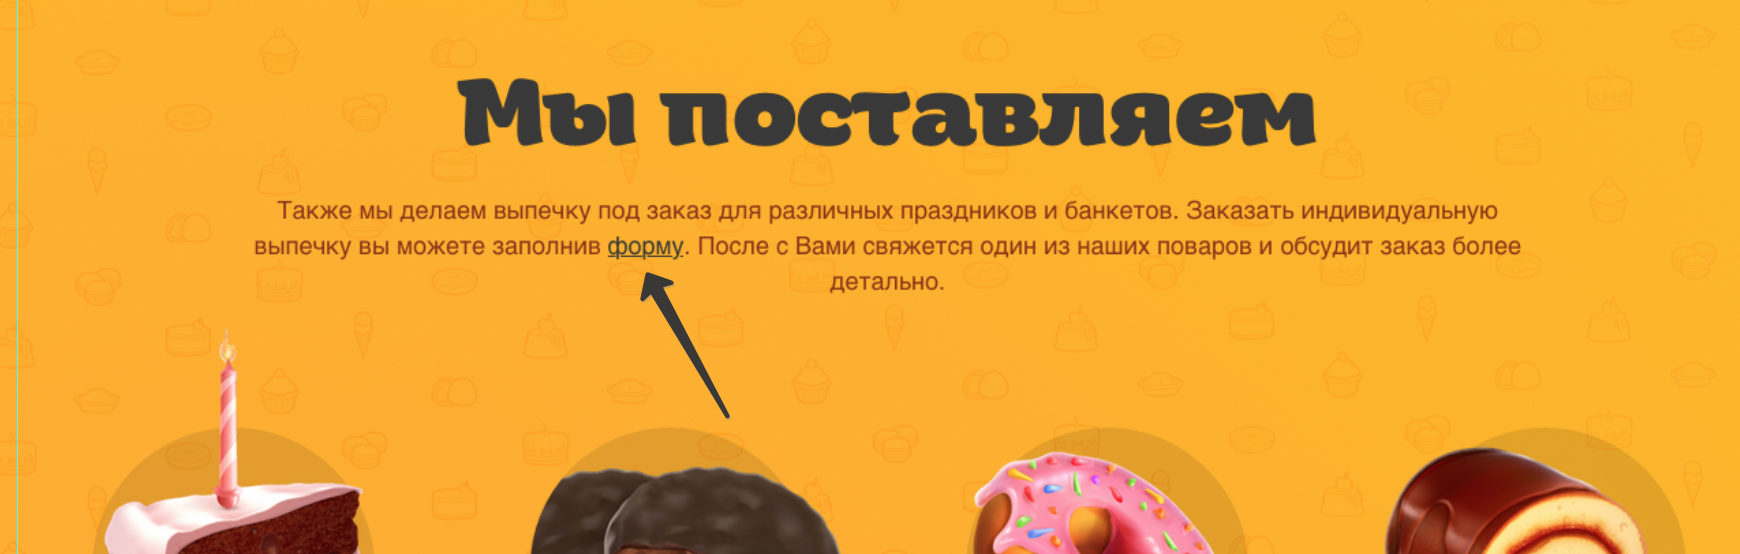 Мы поставляем
Также мы делаем выпечку под заказ для различных праздников и банкетов. Заказать индивидуальную
выпечку вы можете заполнив форму. После с Вами свяжется один из наших поваров и обсудит заказ более
детально.